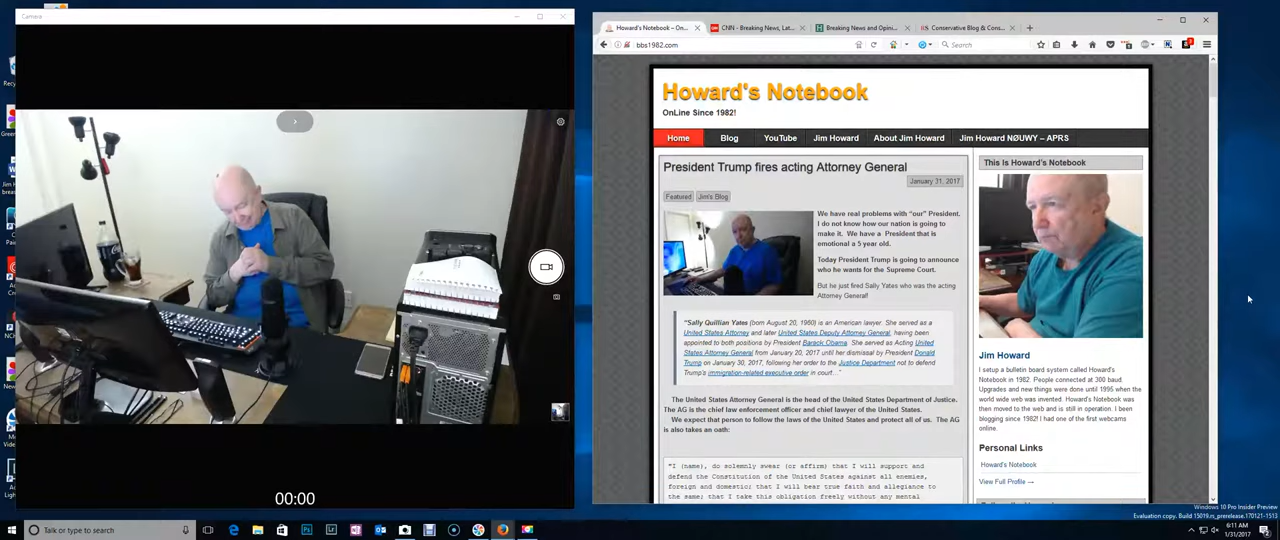 Camera
00:00
Howard's Notebook – On...
CNN - Breaking News, Lat...
Breaking News and Opini...
Conservative Blog & Cons...
bbs1982.com
Search
Howard's Notebook
OnLine Since 1982!
Home Blog YouTube Jim Howard About Jim Howard Jim Howard NØUWY – APRS
President Trump fires acting Attorney General
January 31, 2017
Featured Jim's Blog
We have real problems with "our" President.
I do not know how our nation is going to
make it. We have a President that is
emotional a 5 year old.
Today President Trump is going to announce
who he wants for the Supreme Court.
But he just fired Sally Yates who was the acting
Attorney General!
"Sally Quillian Yates (born August 20, 1960) is an American lawyer. She served as a
United States Attorney and later United States Deputy Attorney General, having been
appointed to both positions by President Barack Obama. She served as Acting United
States Attorney General from January 20, 2017 until her dismissal by President Donald
Trump on January 30, 2017, following her order to the Justice Department not to defend
Trump's immigration-related executive order in court..."
The United States Attorney General is the head of the United States Department of Justice.
The AG is the chief law enforcement officer and chief lawyer of the United States.
We expect that person to follow the laws of the United States and protect all of us. The AG
is also takes an oath:
"I (name), do solemnly swear (or affirm) that I will support and
defend the Constitution of the United States against all enemies,
foreign and domestic; that I will bear true faith and allegiance to
the same; that I take this obligation freely without any mental
This Is Howard's Notebook
Jim Howard
I setup a bulletin board system called Howard's
Notebook in 1982. People connected at 300 baud.
Upgrades and new things were done until 1995 when the
world wide web was invented. Howard's Notebook was
then moved to the web and is still in operation. I been
blogging since 1982! I had one of the first webcams
online.
Personal Links
Howard's Notebook
View Full Profile →
Windows 10 Pro Insider Preview
Evaluation copy. Build 15019.rs_prerelease.170121-1513
Talk or type to search
6:11 AM
1/31/2017